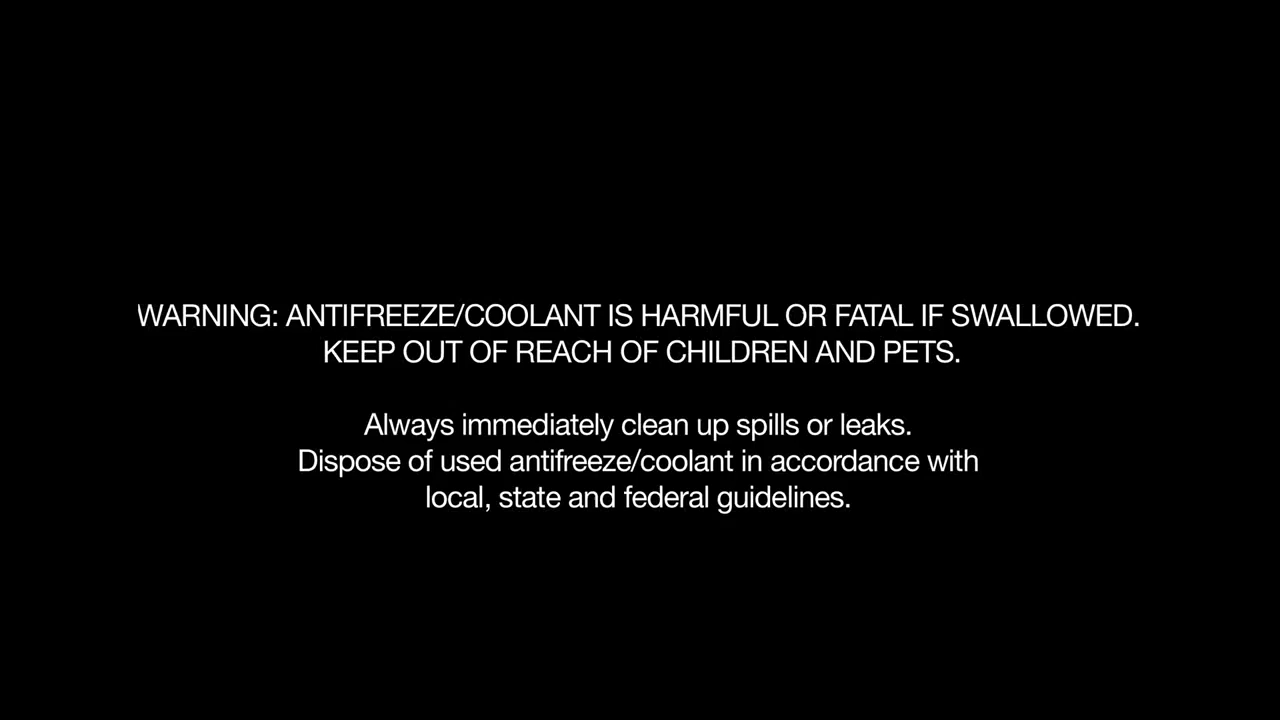 WARNING: ANTIFREEZE/COOLANT IS HARMFUL OR FATAL IF SWALLOWED.
KEEP OUT OF REACH OF CHILDREN AND PETS.
Always immediately clean up spills or leaks.
Dispose of used antifreeze/coolant in accordance with
local, state and federal guidelines.